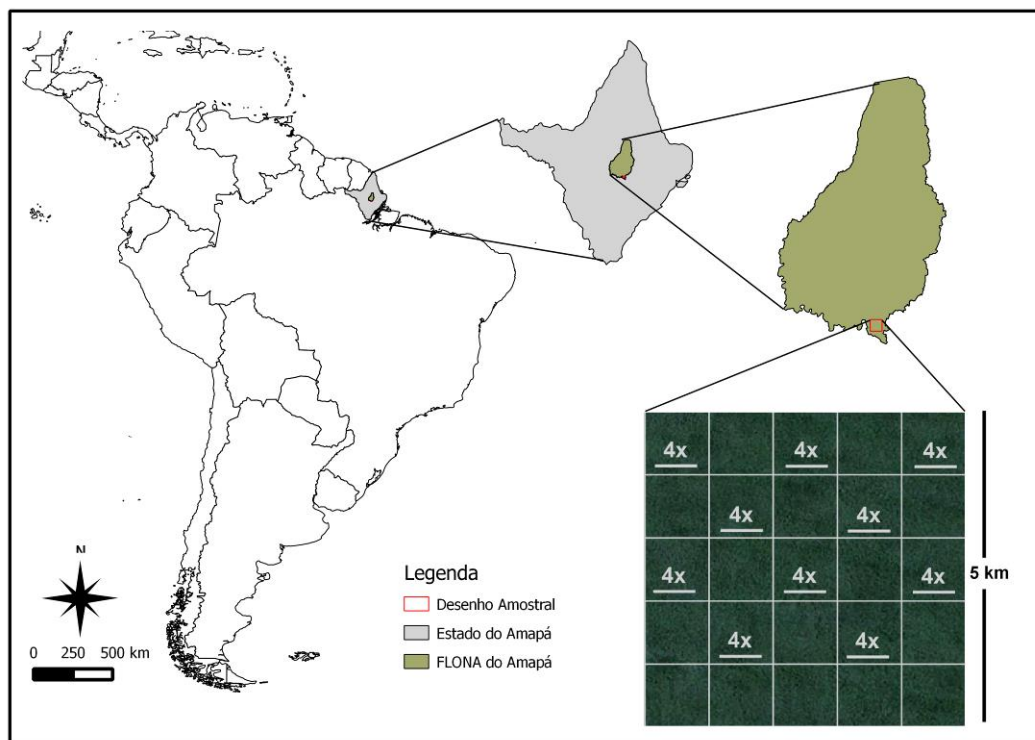 4x 4x 4x
4x 4x
4x 4x 4x
4x 4x
5 km
N
0 250 500 km
Legenda
Desenho Amostral
Estado do Amapá
FLONA do Amapá